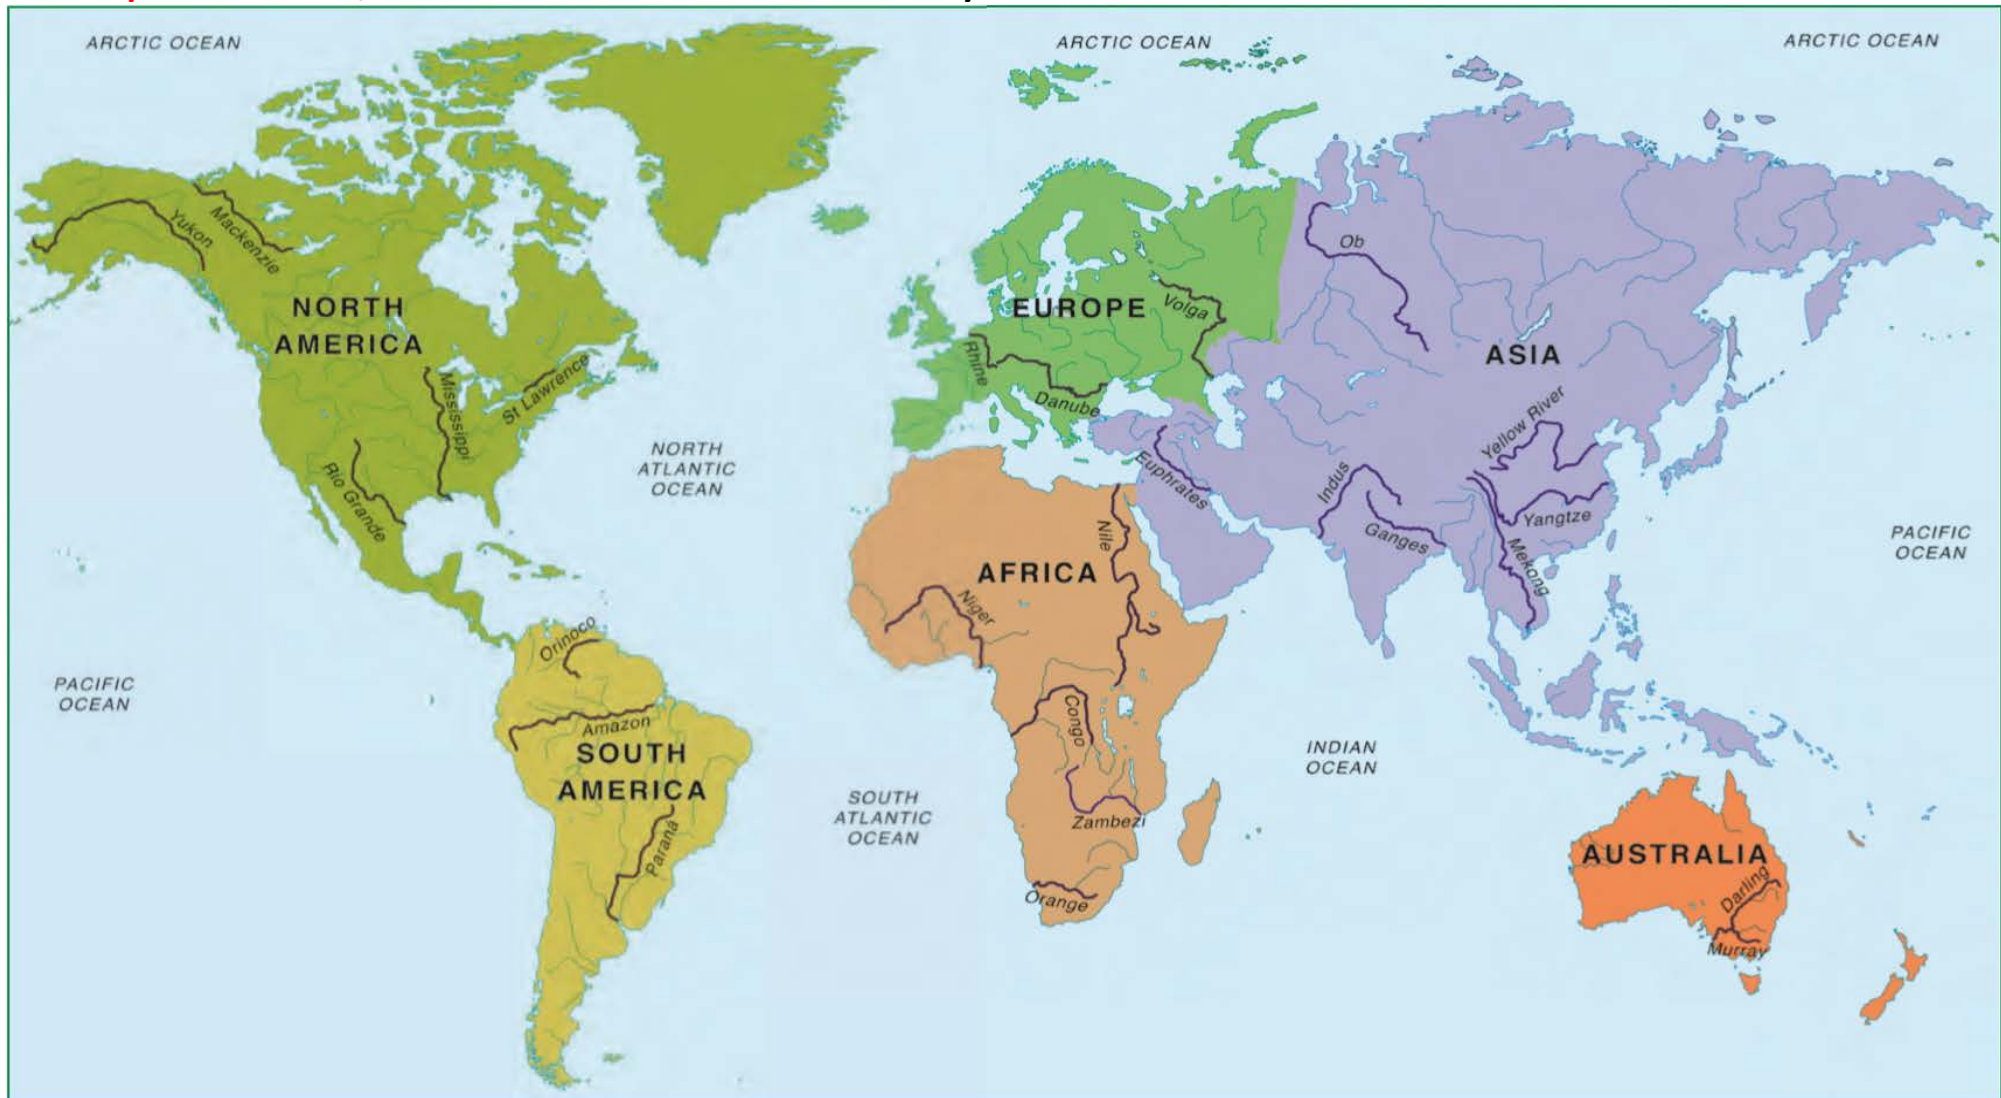 ARCTIC OCEAN
ARCTIC OCEAN
ARCTIC OCEAN
Yukon
Mackenzie
NORTH
AMERICA
Mississippi
St Lawrence
Rio Grande
NORTH
ATLANTIC
OCEAN
EUROPE
Volga
Rhine
Danube
Ob
ASIA
Euphrates
Indus
Ganges
Yellow River
Yangtze
Mekong
PACIFIC
OCEAN
AFRICA
Nile
Niger
Congo
Zambezi
Orange
Orinoco
Amazon
SOUTH
AMERICA
Paraná
PACIFIC
OCEAN
SOUTH
ATLANTIC
OCEAN
INDIAN
OCEAN
AUSTRALIA
Darling
Murray